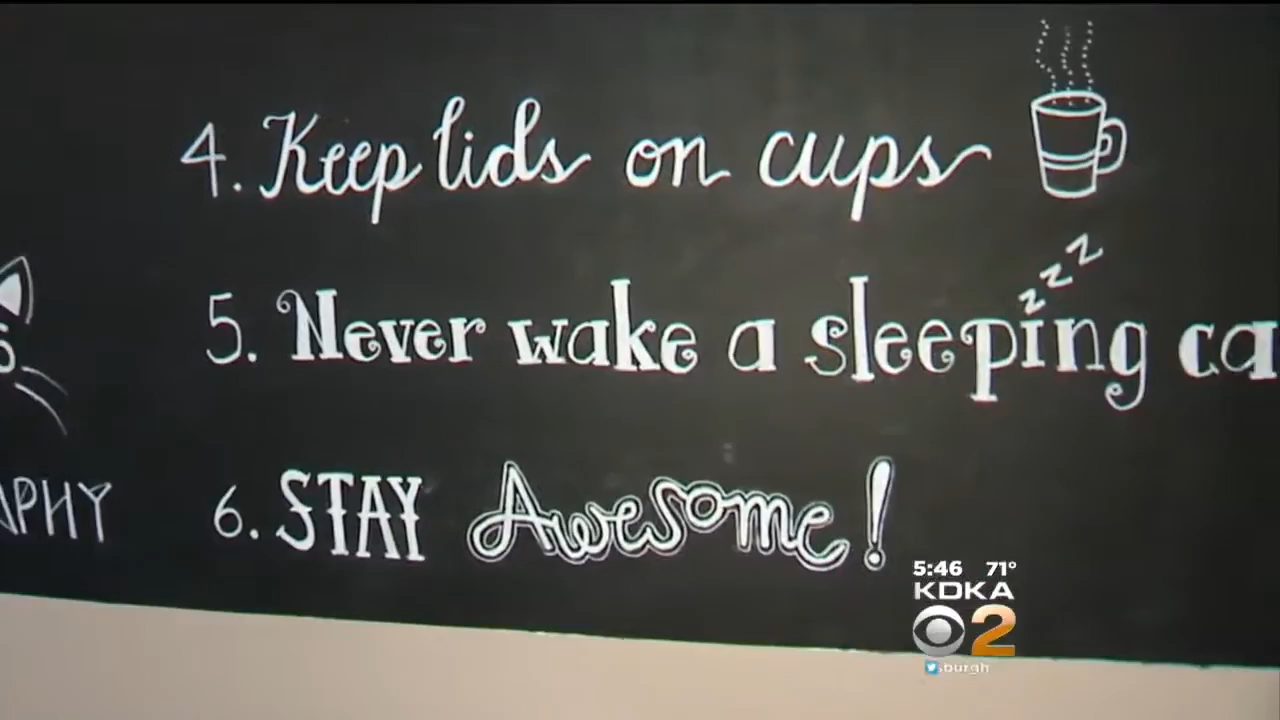 4. Keep lids on cups
z z z
5. Never wake a sleeping ca
APHY
6. STAY Awesome!
5:46 71°
KDKA
2
burgh